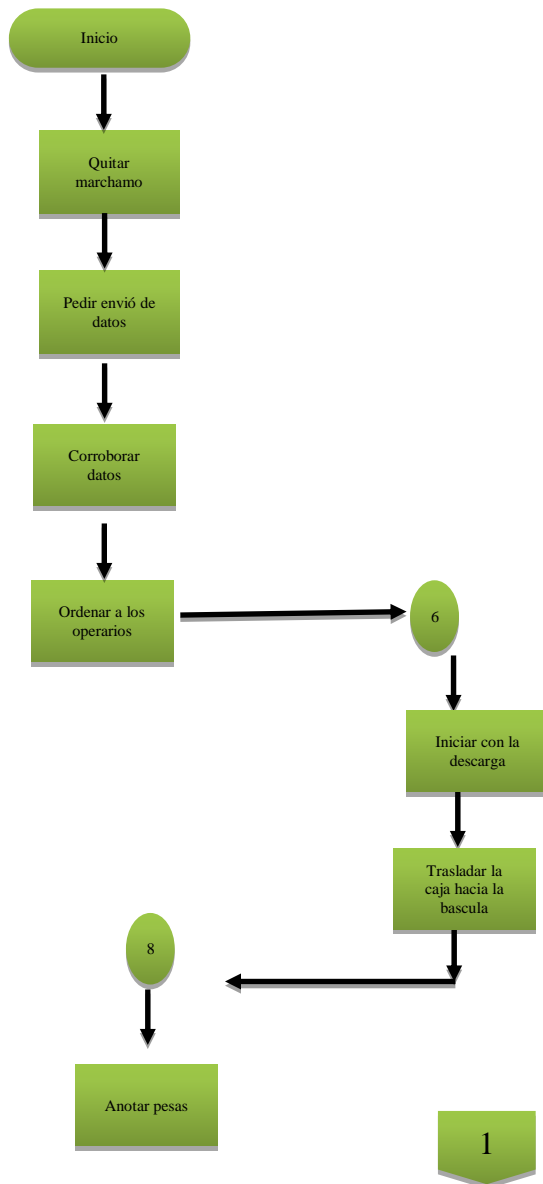 Inicio
Quitar
marchamo
Pedir envió de
datos
Corroborar
datos
Ordenar a los
operarios
6
Iniciar con la
descarga
Trasladar la
caja hacia la
bascula
8
Anotar pesas
1